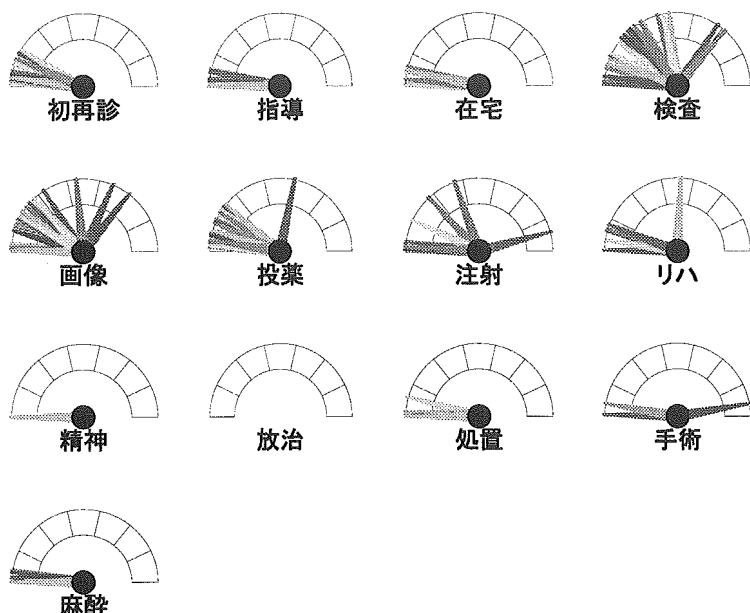 初再診
指導
在宅
検査
画像
投薬
注射
リハ
精神
放治
処置
手術
麻酔